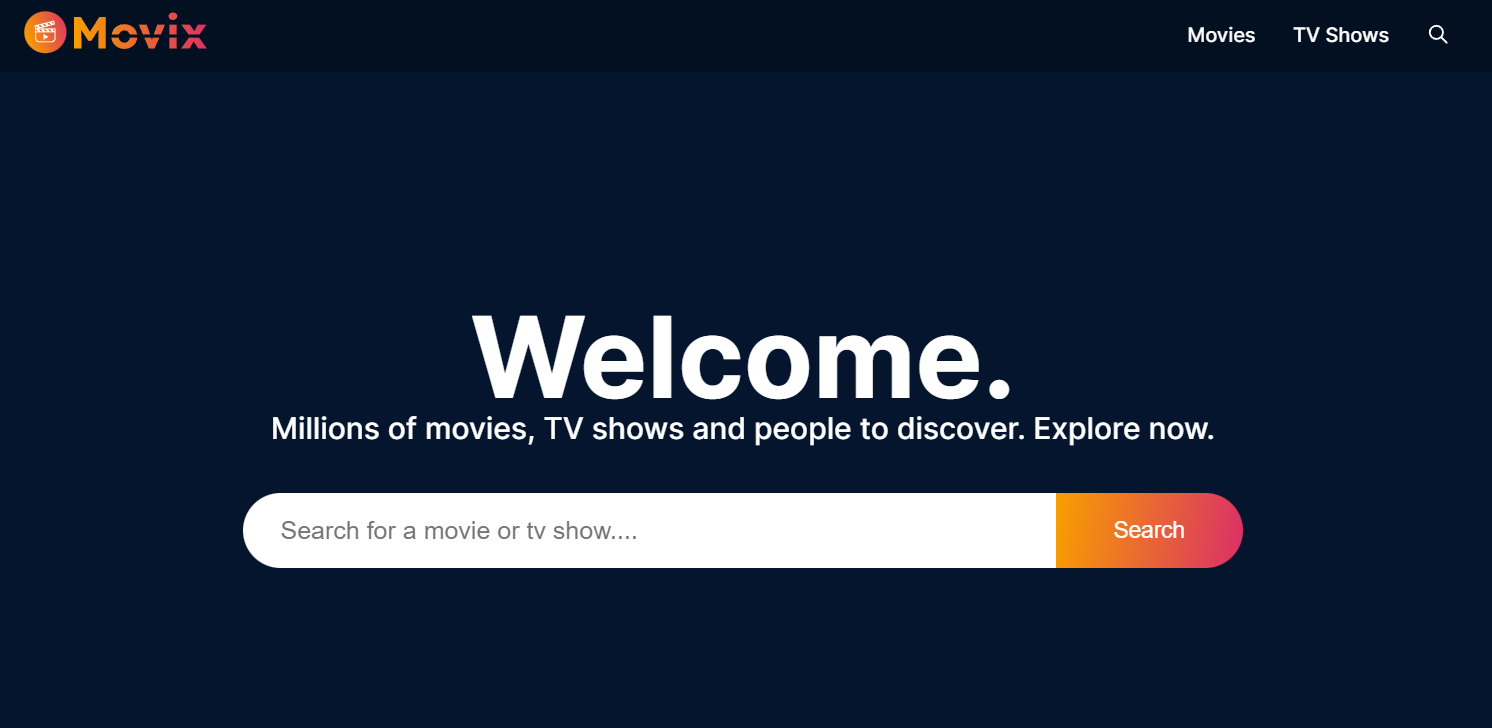 Movix
Movies
TV Shows
Welcome.
Millions of movies, TV shows and people to discover. Explore now.
Search for a movie or tv show....
Search